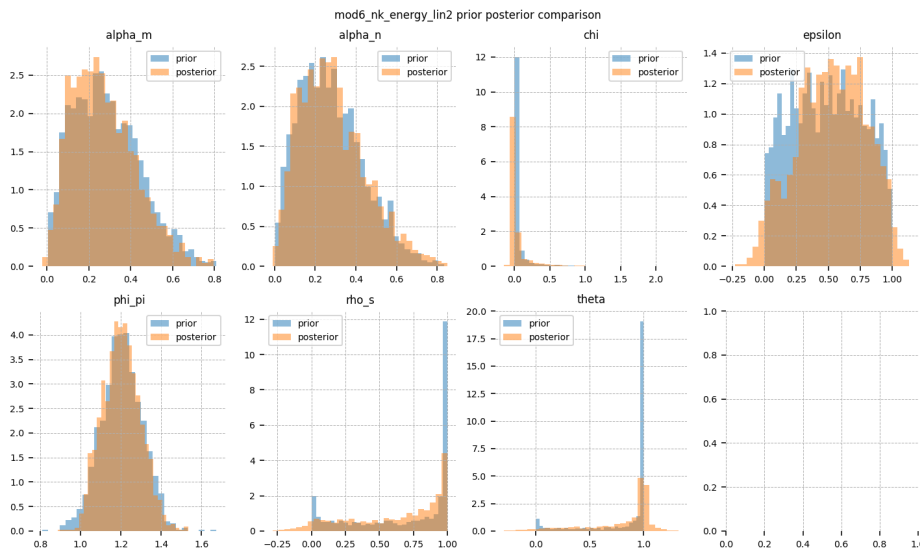 mod6_nk_energy_lin2 prior posterior comparison
alpha_m
prior
posterior
2.5
2.0
1.5
1.0
0.5
0.0
0.0 0.2 0.4 0.6 0.8
alpha_n
prior
posterior
2.5
2.0
1.5
1.0
0.5
0.0
0.0 0.2 0.4 0.6 0.8
chi
prior
posterior
12
10
8
6
4
2
0
0.0 0.5 1.0 1.5 2.0
epsilon
prior
posterior
1.4
1.2
1.0
0.8
0.6
0.4
0.2
0.0
−0.25 0.00 0.25 0.50 0.75 1.00
phi_pi
prior
posterior
4.0
3.5
3.0
2.5
2.0
1.5
1.0
0.5
0.0
0.8 1.0 1.2 1.4 1.6
rho_s
prior
posterior
12
10
8
6
4
2
0
−0.25 0.00 0.25 0.50 0.75 1.00
theta
prior
posterior
20.0
17.5
15.0
12.5
10.0
7.5
5.0
2.5
0.0
0.0 0.5 1.0
1.0
0.8
0.6
0.4
0.2
0.0
0.0 0.2 0.4 0.6 0.8